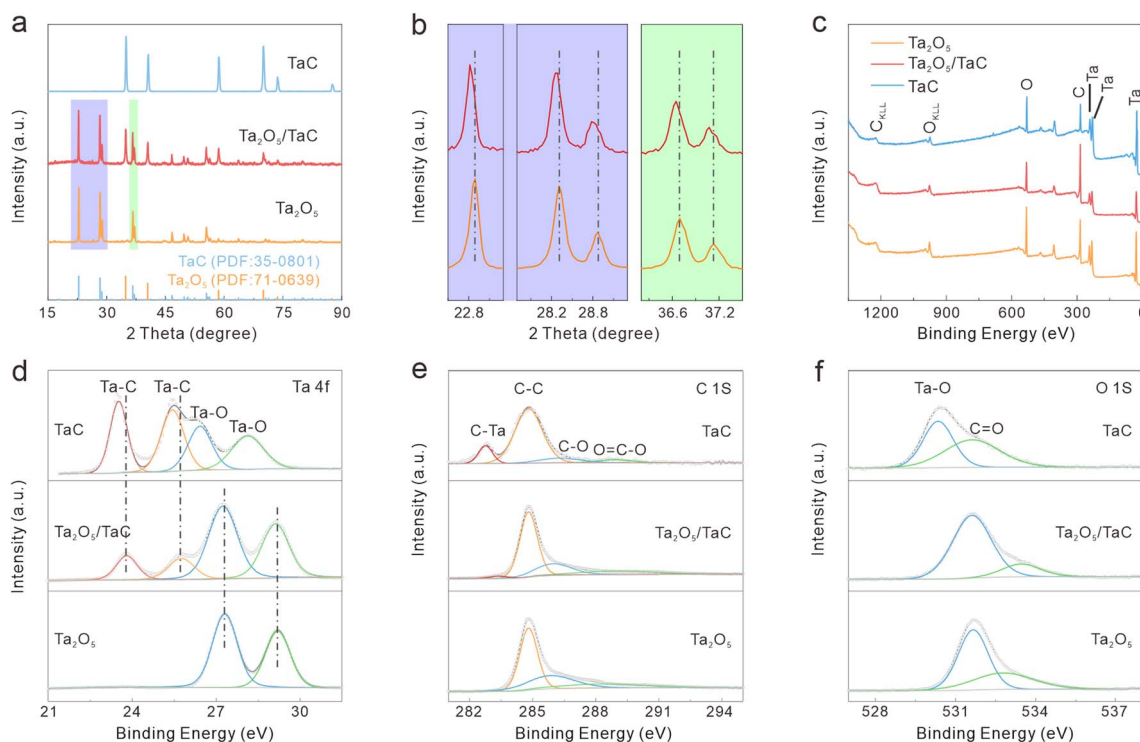 a
Intensity (a.u.)
TaC
Ta₂O₅/TaC
Ta₂O₅
TaC (PDF:35-0801)
Ta₂O₅ (PDF:71-0639)
15 30 45 60 75 90
2 Theta (degree)
b
Intensity (a.u.)
22.8 28.2 28.8 36.6 37.2
2 Theta (degree)
c
Intensity (a.u.)
Ta₂O₅
Ta₂O₅/TaC
TaC
C_KLL
O_KLL
O
C
Ta
Ta
Ta
1200 900 600 300 0
Binding Energy (eV)
d
Intensity (a.u.)
Ta-C Ta-C Ta 4f
Ta-O
Ta-O
TaC
Ta₂O₅/TaC
Ta₂O₅
21 24 27 30
Binding Energy (eV)
e
Intensity (a.u.)
C-C C 1S
TaC
C-Ta
C-O O=C-O
Ta₂O₅/TaC
Ta₂O₅
282 285 288 291 294
Binding Energy (eV)
f
Intensity (a.u.)
Ta-O O 1S
C=O TaC
Ta₂O₅/TaC
Ta₂O₅
528 531 534 537
Binding Energy (eV)